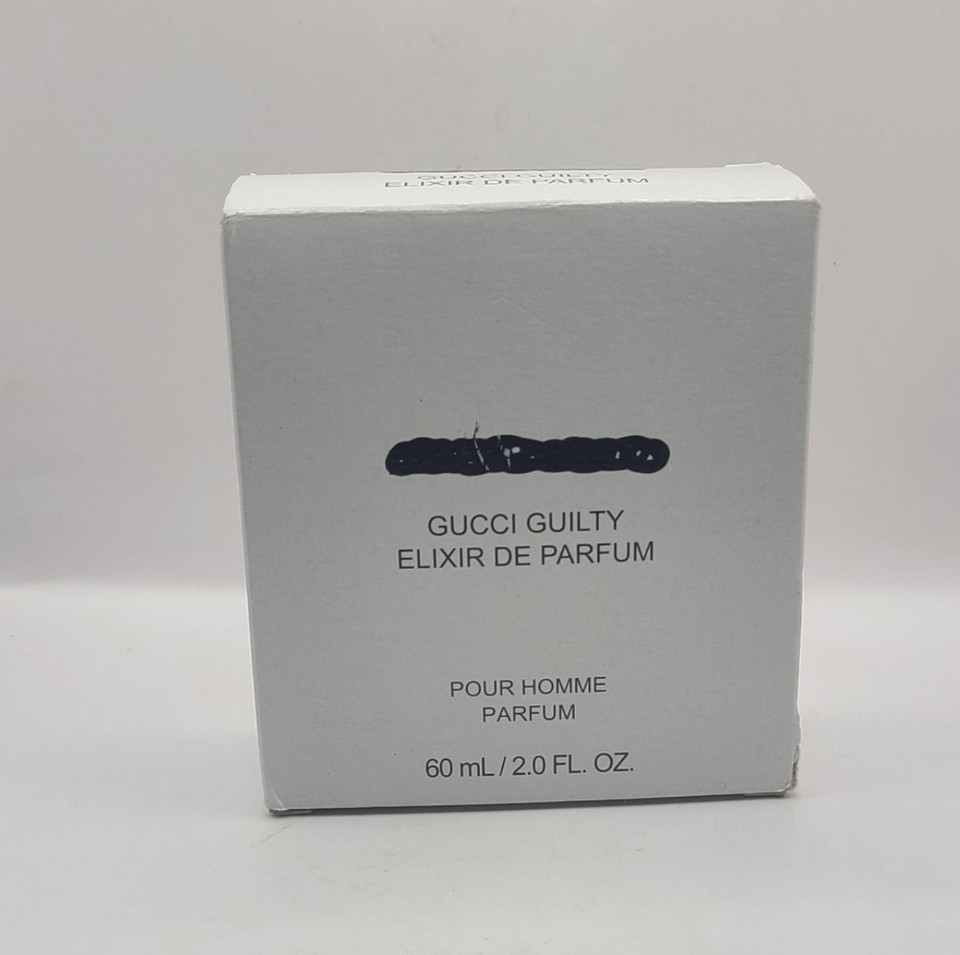 GUCCI GUILTY
ELIXIR DE PARFUM
GUCCI GUILTY
ELIXIR DE PARFUM
POUR HOMME
PARFUM
60 mL / 2.0 FL. OZ.